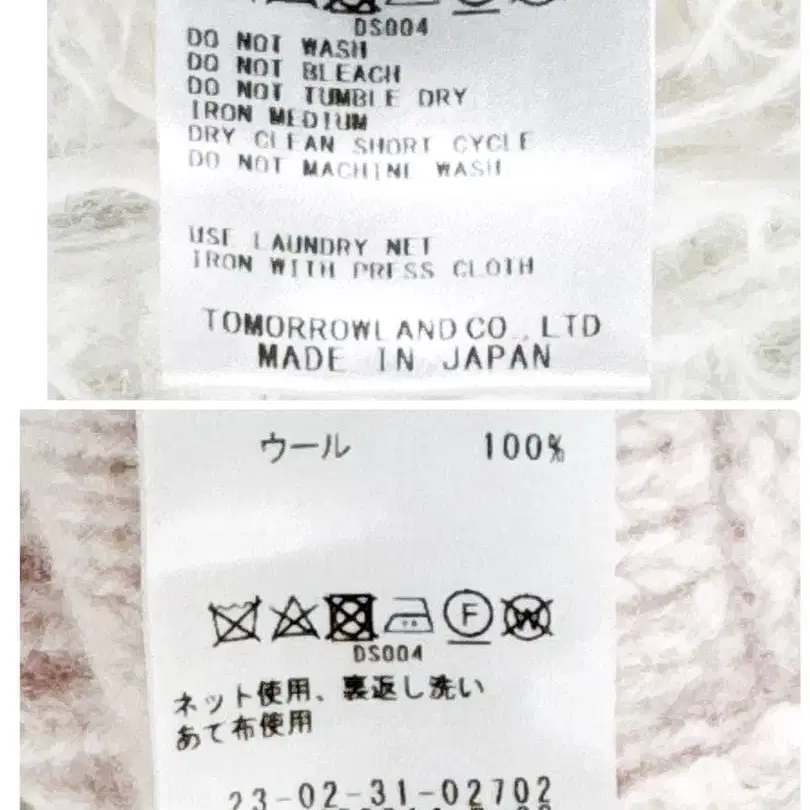 DS004
DO NOT WASH
DO NOT BLEACH
DO NOT TUMBLE DRY
IRON MEDIUM
DRY CLEAN SHORT CYCLE
DO NOT MACHINE WASH
USE LAUNDRY NET
IRON WITH PRESS CLOTH
TOMORROWLAND CO., LTD
MADE IN JAPAN
ウール 100%
F W
DS004
ネット使用、裏返し洗い
あて布使用
23-02-31-02702